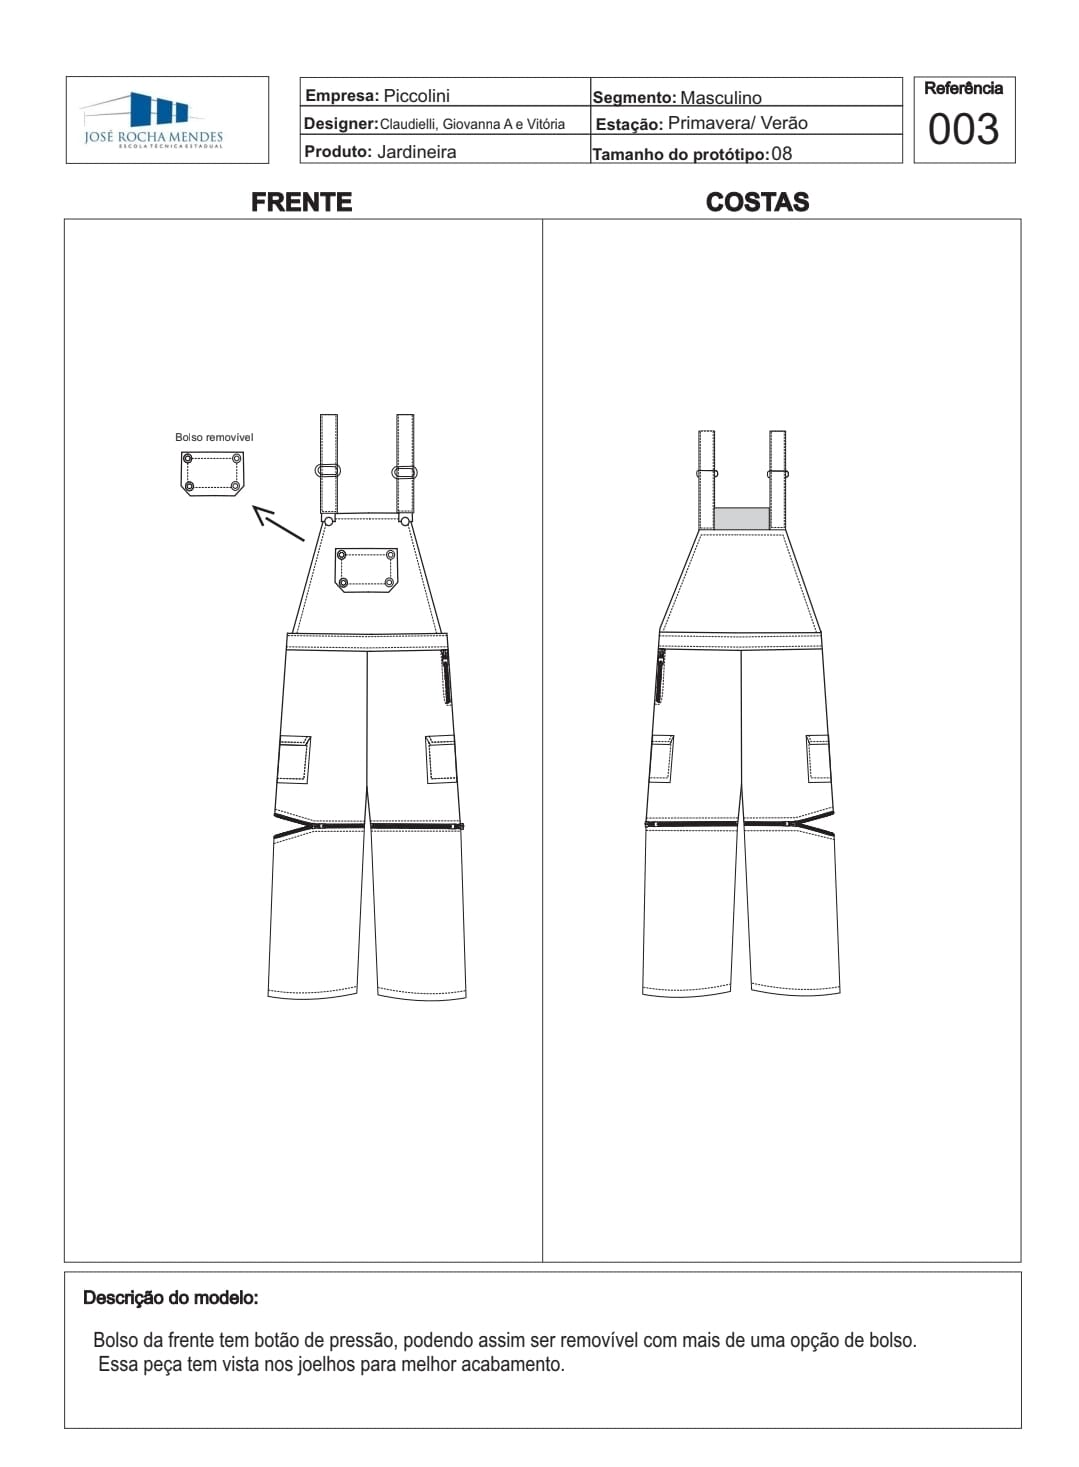 JOSÉ ROCHA MENDES
ESCOLA TÉCNICA ESTADUAL
Empresa: Piccolini
Segmento: Masculino
Designer: Claudielli, Giovanna A e Vitória
Estação: Primavera/ Verão
Produto: Jardineira
Tamanho do protótipo: 08
Referência
003
FRENTE
COSTAS
Bolso removível
Descrição do modelo:
Bolso da frente tem botão de pressão, podendo assim ser removível com mais de uma opção de bolso.
Essa peça tem vista nos joelhos para melhor acabamento.